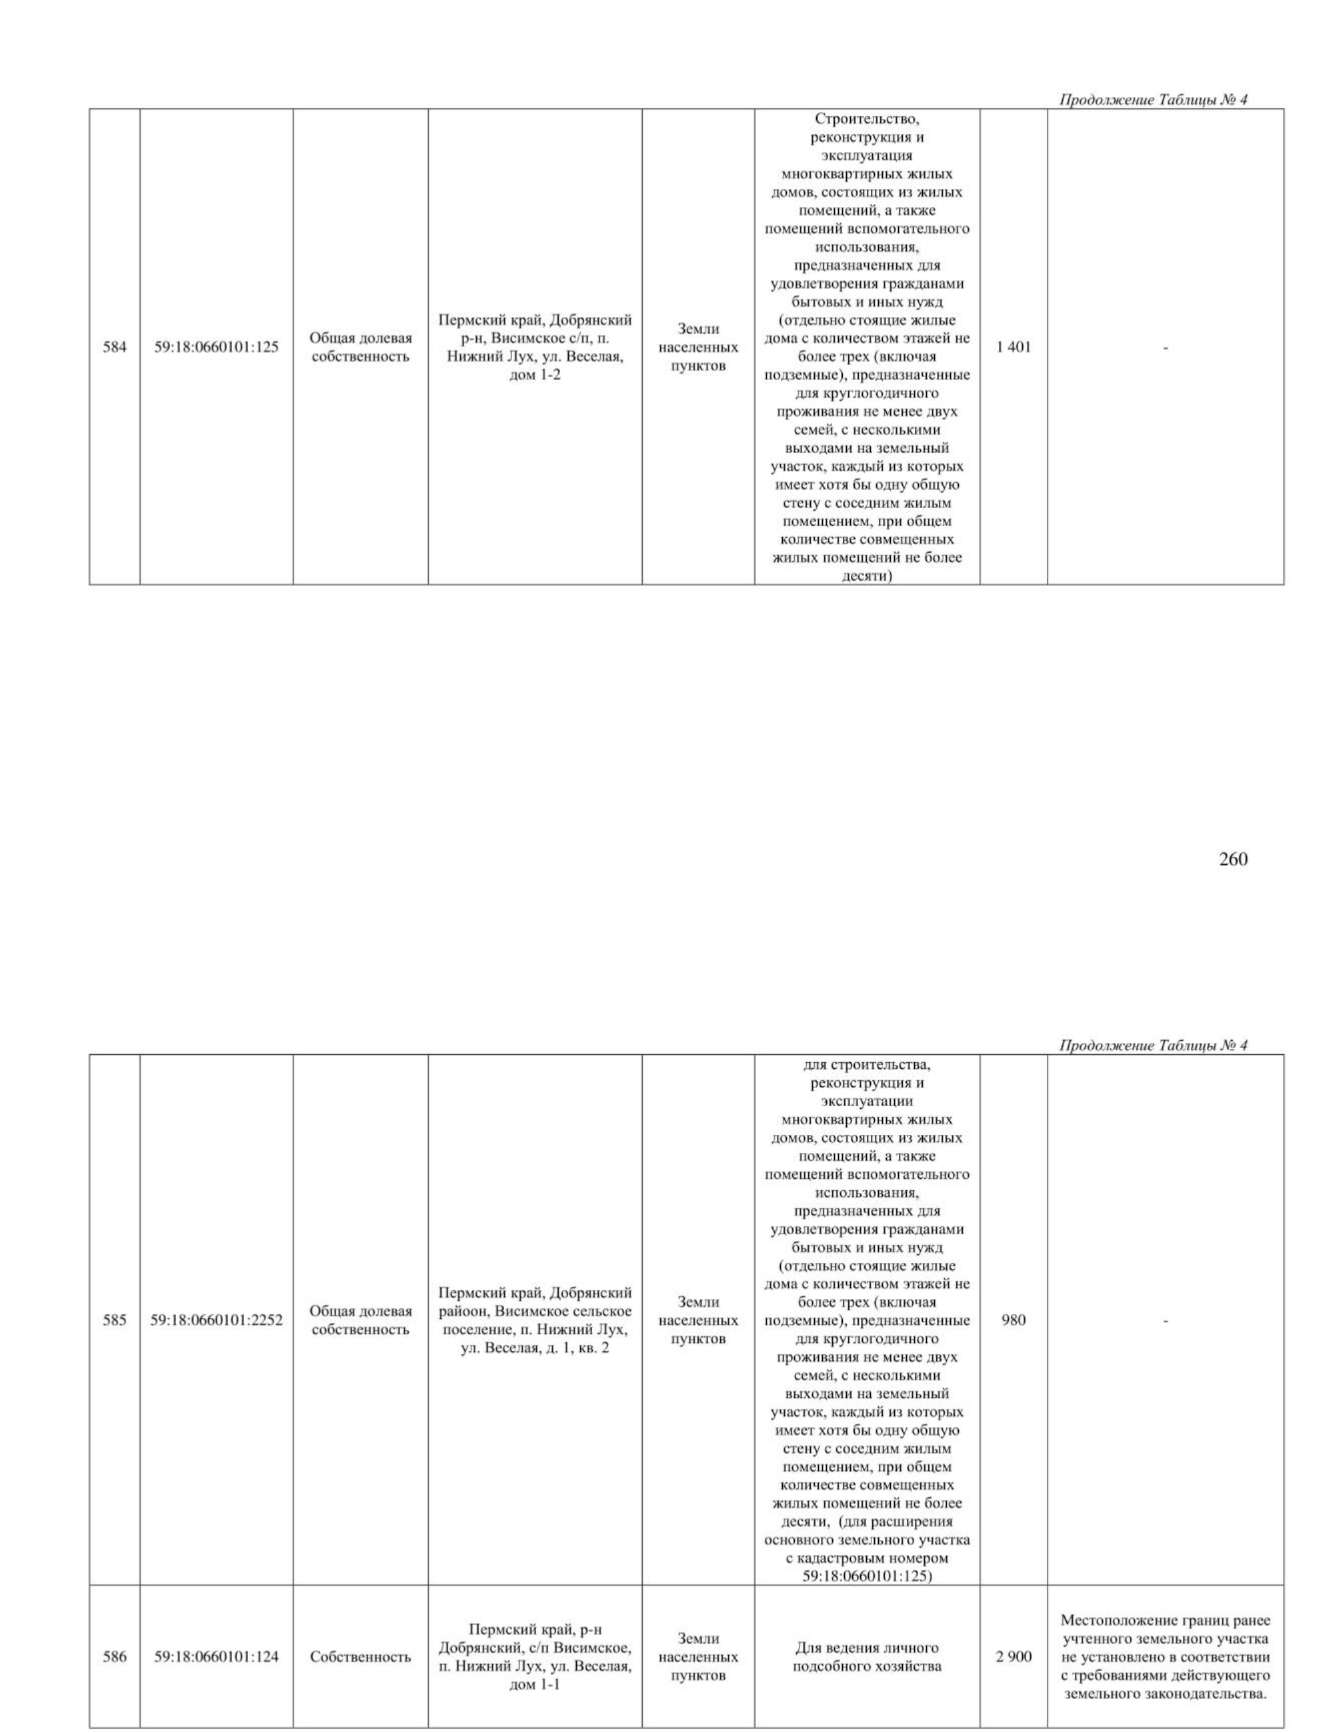 Продолжение Таблицы № 4
584
59:18:0660101:125
Общая долевая
собственность
Пермский край, Добрянский
р-н, Висимское с/п, п.
Нижний Лух, ул. Веселая,
дом 1-2
Земли
населенных
пунктов
Строительство,
реконструкция и
эксплуатация
многоквартирных жилых
домов, состоящих из жилых
помещений, а также
помещений вспомогательного
использования,
предназначенных для
удовлетворения гражданами
бытовых и иных нужд
(отдельно стоящие жилые
дома с количеством этажей не
более трех (включая
подземные), предназначенные
для круглогодичного
проживания не менее двух
семей, с несколькими
выходами на земельный
участок, каждый из которых
имеет хотя бы одну общую
стену с соседним жилым
помещением, при общем
количестве совмещенных
жилых помещений не более
десяти)
1 401
-
260
Продолжение Таблицы № 4
585
59:18:0660101:2252
Общая долевая
собственность
Пермский край, Добрянский
райоон, Висимское сельское
поселение, п. Нижний Лух,
ул. Веселая, д. 1, кв. 2
Земли
населенных
пунктов
для строительства,
реконструкция и
эксплуатации
многоквартирных жилых
домов, состоящих из жилых
помещений, а также
помещений вспомогательного
использования,
предназначенных для
удовлетворения гражданами
бытовых и иных нужд
(отдельно стоящие жилые
дома с количеством этажей не
более трех (включая
подземные), предназначенные
для круглогодичного
проживания не менее двух
семей, с несколькими
выходами на земельный
участок, каждый из которых
имеет хотя бы одну общую
стену с соседним жилым
помещением, при общем
количестве совмещенных
жилых помещений не более
десяти, (для расширения
основного земельного участка
с кадастровым номером
59:18:0660101:125)
980
-
586
59:18:0660101:124
Собственность
Пермский край, р-н
Добрянский, с/п Висимское,
п. Нижний Лух, ул. Веселая,
дом 1-1
Земли
населенных
пунктов
Для ведения личного
подсобного хозяйства
2 900
Местоположение границ ранее
учтенного земельного участка
не установлено в соответствии
с требованиями действующего
земельного законодательства.